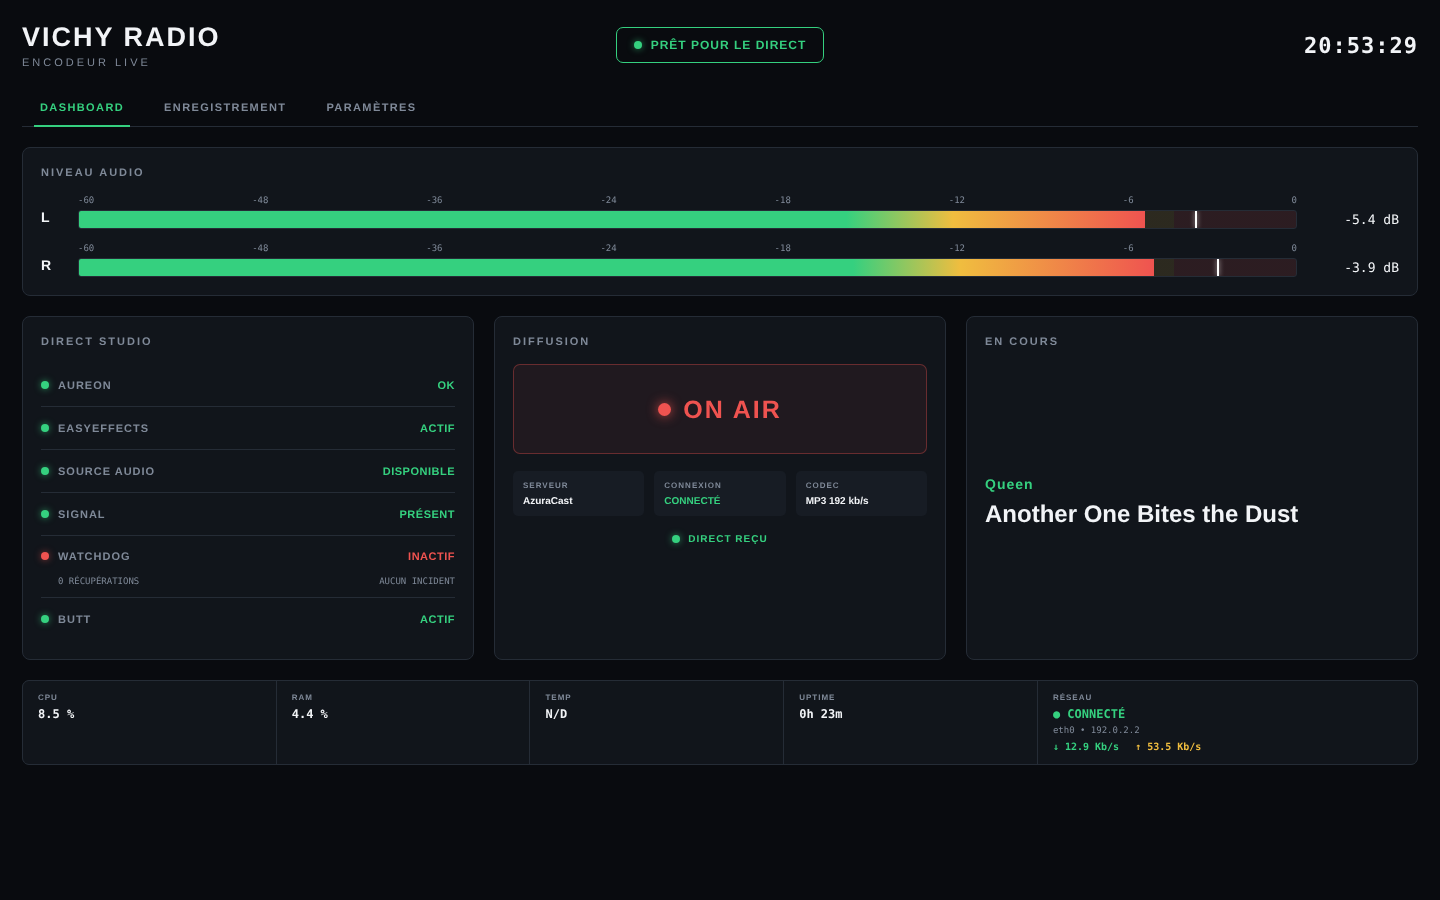 VICHY RADIO
ENCODEUR LIVE
PRÊT POUR LE DIRECT
20:53:29
DASHBOARD ENREGISTREMENT PARAMÈTRES
NIVEAU AUDIO
-60 -48 -36 -24 -18 -12 -6 0
L -5.4 dB
-60 -48 -36 -24 -18 -12 -6 0
R -3.9 dB
DIRECT STUDIO
AUREON OK
EASYEFFECTS ACTIF
SOURCE AUDIO DISPONIBLE
SIGNAL PRÉSENT
WATCHDOG INACTIF
0 RÉCUPÉRATIONS AUCUN INCIDENT
BUTT ACTIF
DIFFUSION
ON AIR
SERVEUR CONNEXION CODEC
AzuraCast CONNECTÉ MP3 192 kb/s
DIRECT REÇU
EN COURS
Queen
Another One Bites the Dust
CPU
8.5 %
RAM
4.4 %
TEMP
N/D
UPTIME
0h 23m
RÉSEAU
CONNECTÉ
eth0 • 192.0.2.2
↓ 12.9 Kb/s ↑ 53.5 Kb/s